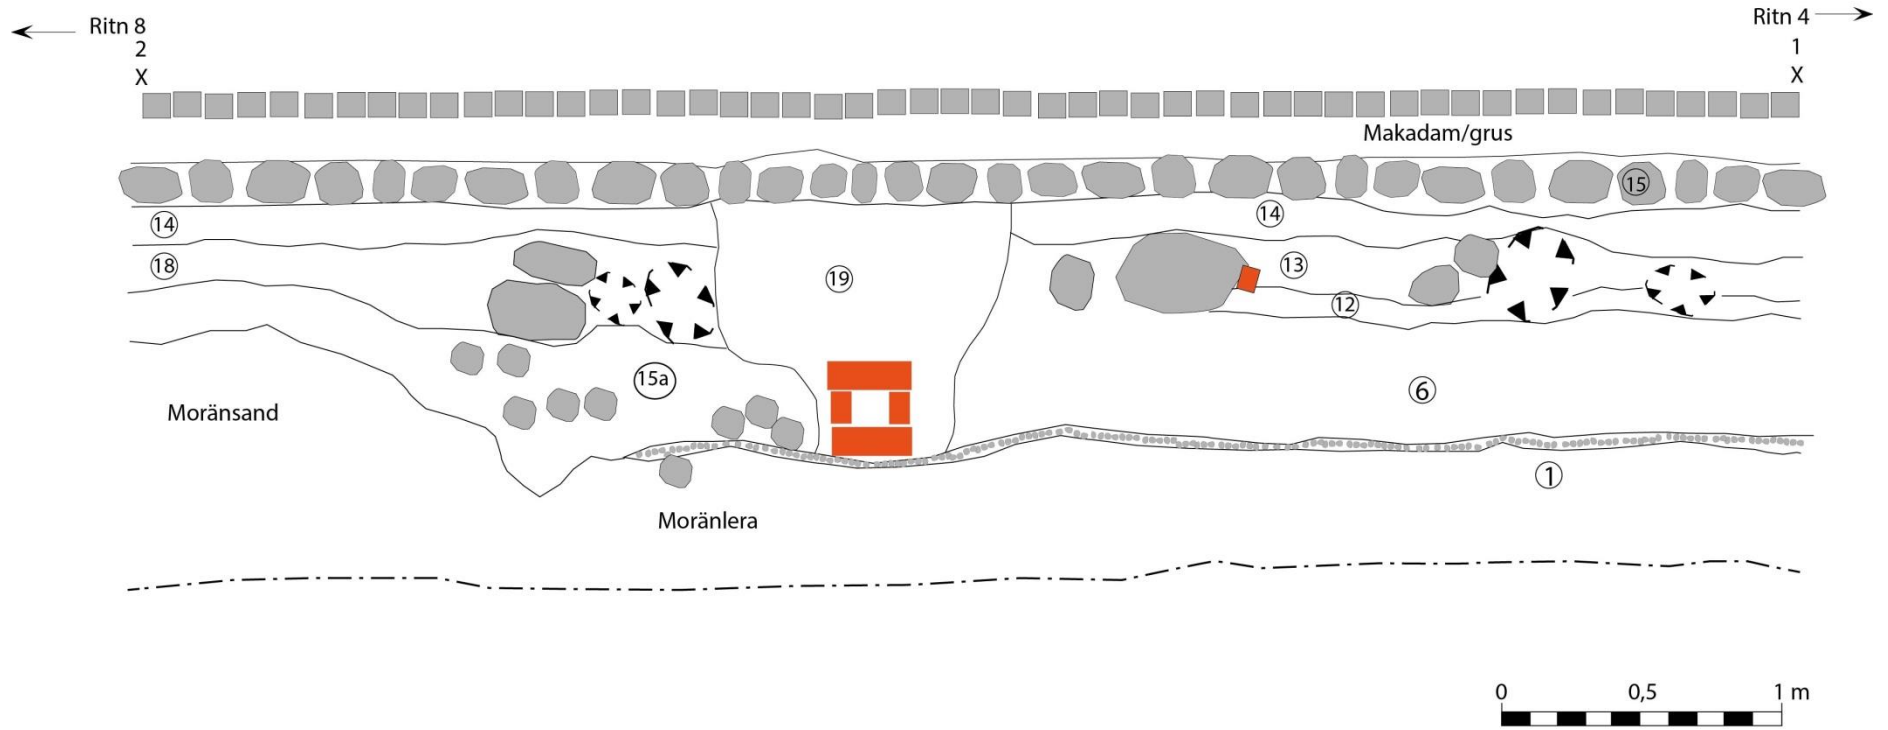 Ritn 8
2
X
Ritn 4
1
X
Makadam/grus
15
14
14
18
19
13
12
15a
6
Moränsand
1
Moränlera
0 0,5 1 m